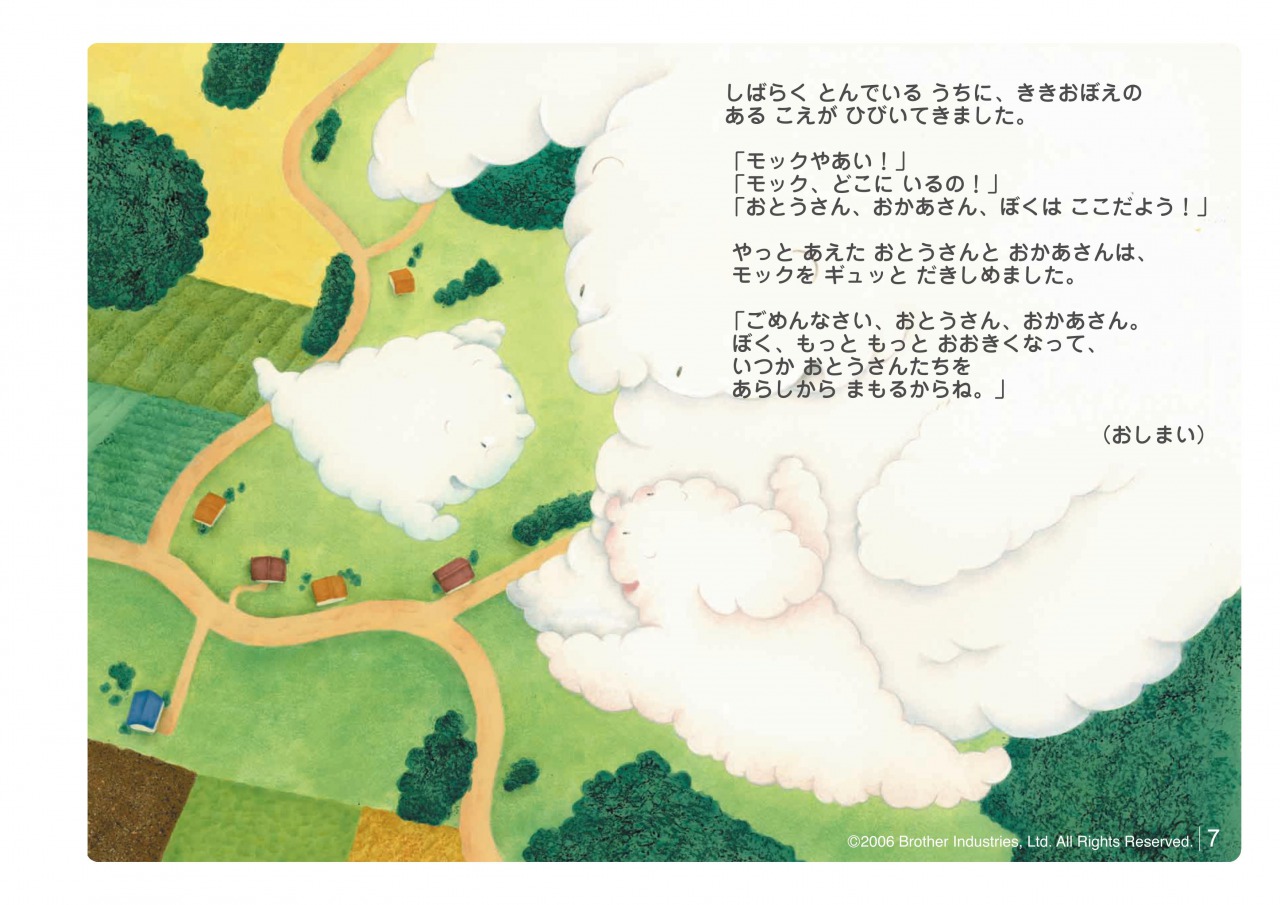 しばらく とんでいる うちに、ききおぼえの
ある こえが ひびいてきました。
「モックやあい！」
「モック、どこに いるの！」
「おとうさん、おかあさん、ぼくは ここだよう！」
やっと あえた おとうさんと おかあさんは、
モックを ギュッと だきしめました。
「ごめんなさい、おとうさん、おかあさん。
ぼく、もっと もっと おおきくなって、
いつか おとうさんたちを
あらしから まもるからね。」
（おしまい）
©2006 Brother Industries, Ltd. All Rights Reserved. 7